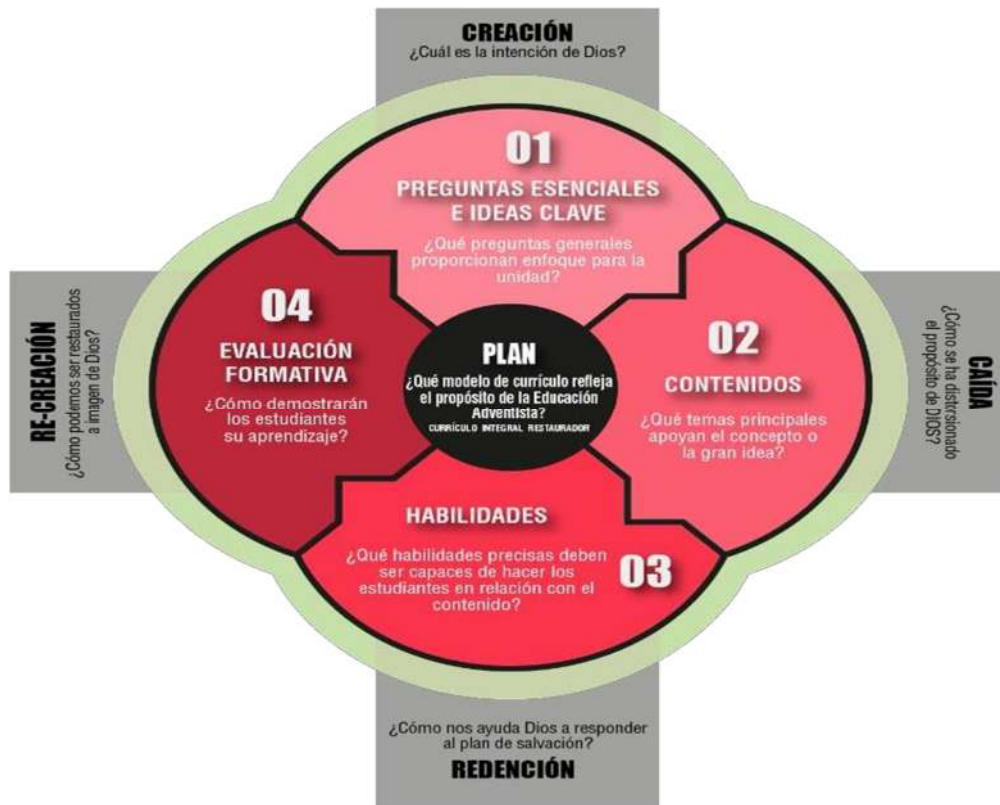 CREACIÓN
¿Cuál es la intención de Dios?
01
PREGUNTAS ESENCIALES
E IDEAS CLAVE
¿Qué preguntas generales
proporcionan enfoque para la
unidad?
02
CONTENIDOS
¿Qué temas principales
apoyan el concepto o
la gran idea?
CAÍDA
¿Cómo se ha distorsionado
el propósito de DIOS?
PLAN
¿Qué modelo de currículo refleja
el propósito de la Educación
Adventista?
CURRÍCULO INTEGRAL RESTAURADOR
HABILIDADES
¿Qué habilidades precisas deben
ser capaces de hacer los
estudiantes en relación con el
contenido?
03
¿Cómo nos ayuda Dios a responder
al plan de salvación?
REDENCIÓN
04
EVALUACIÓN
FORMATIVA
¿Cómo demostrarán
los estudiantes
su aprendizaje?
RE-CREACIÓN
¿Cómo podemos ser restaurados
a imagen de Dios?